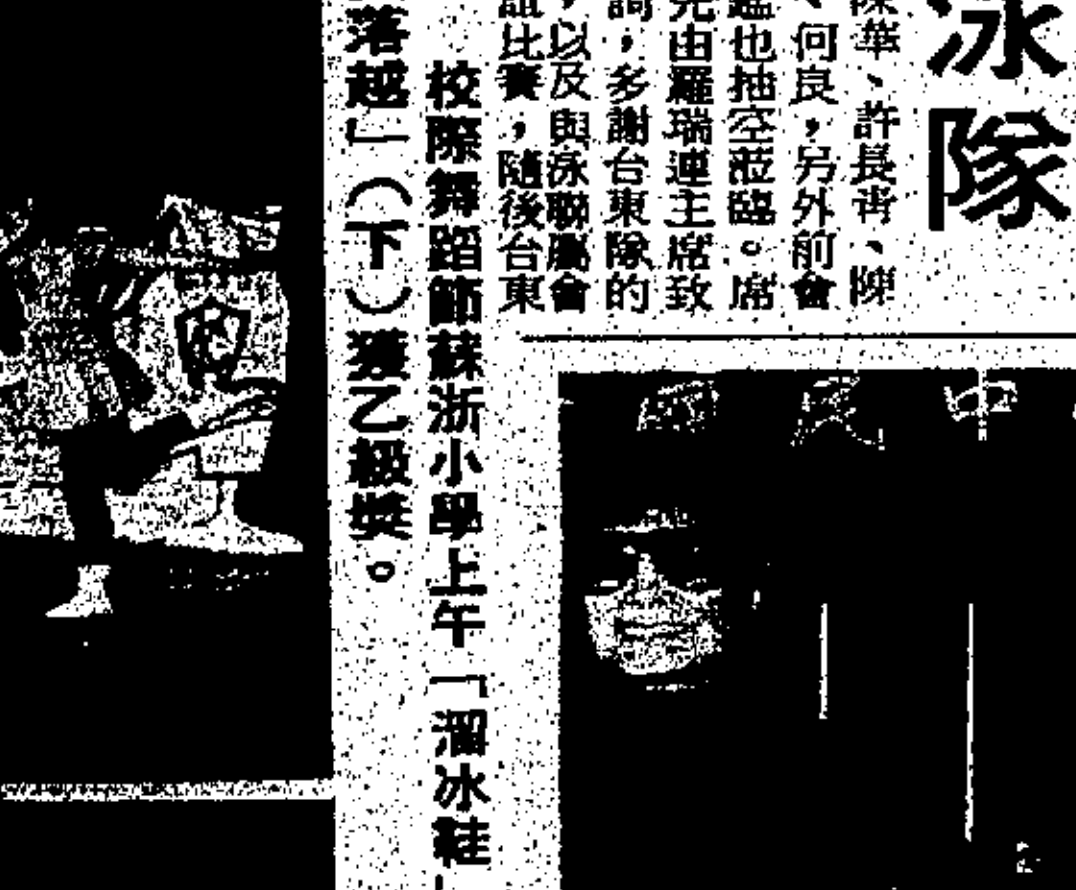 泳隊
陳華、許長青、陳
、何良，另外前會
也抽空蒞臨。席
先由羅瑞連主席致
詞，多謝台東隊的
，以及與泳聯屬會
誼比賽，隨後台東
校際舞蹈節蘇浙小學上午「溜冰鞋」
落越」（下）獲乙級獎。
中
民
國